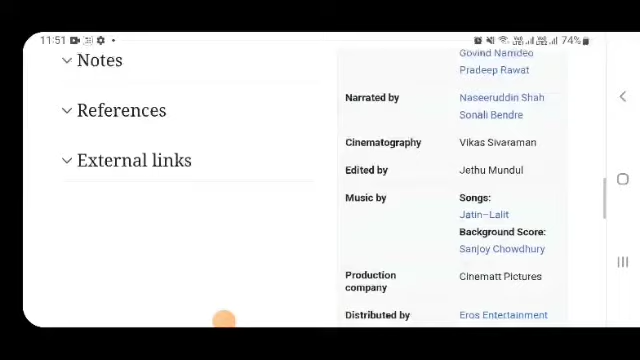 11:51
74%
Notes
References
External links
Govind Namdeo
Pradeep Rawat
Narrated by
Naseeruddin Shah
Sonali Bendre
Cinematography
Vikas Sivaraman
Edited by
Jethu Mundul
Music by
Songs:
Jatin–Lalit
Background Score:
Sanjoy Chowdhury
Production
company
Cinematt Pictures
Distributed by
Eros Entertainment